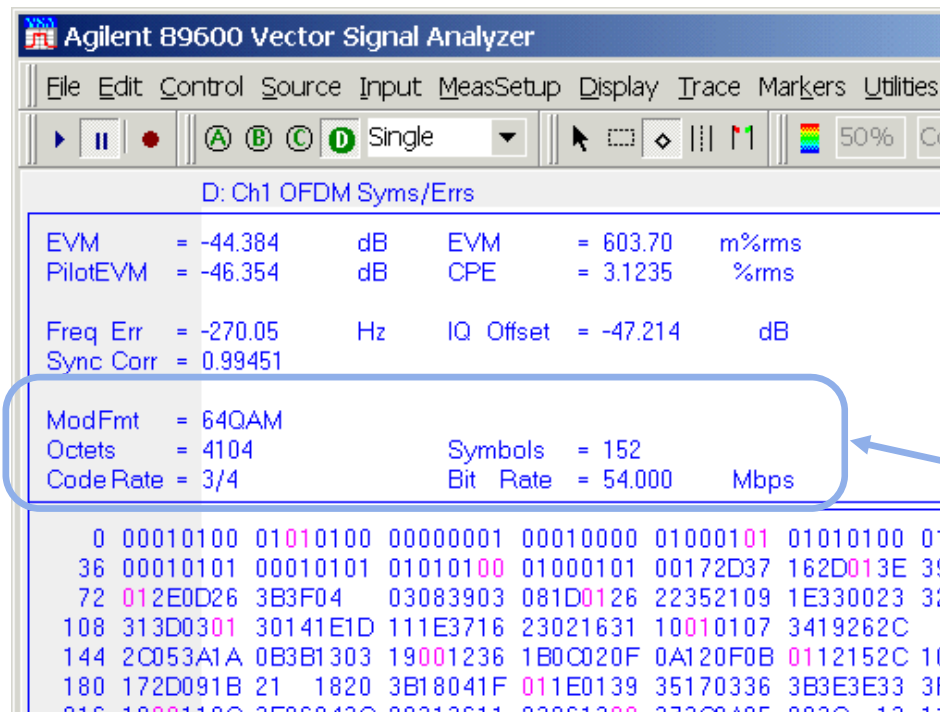 Agilent 89600 Vector Signal Analyzer
File Edit Control Source Input MeasSetup Display Trace Markers Utilities
A B C D Single 50%
D: Ch1 OFDM Syms/Errs
EVM = -44.384 dB EVM = 603.70 m%rms
PilotEVM = -46.354 dB CPE = 3.1235 %rms
Freq Err = -270.05 Hz IQ Offset = -47.214 dB
Sync Corr = 0.99451
ModFmt = 64QAM
Octets = 4104 Symbols = 152
Code Rate = 3/4 Bit Rate = 54.000 Mbps
0 00010100 01010100 00000001 00010000 01000101 01010100
36 00010101 00010101 01010100 01000101 00172D37 162D013E
72 012E0D26 3B3F04 03083903 081D0126 22352109 1E330023
108 313D0301 30141E1D 111E3716 23021631 10010107 3419262C
144 2C053A1A 0B3B1303 19001236 1B0C020F 0A120F0B 0112152C
180 172D091B 21 1820 3B18041F 011E0139 35170336 3B3E3E33